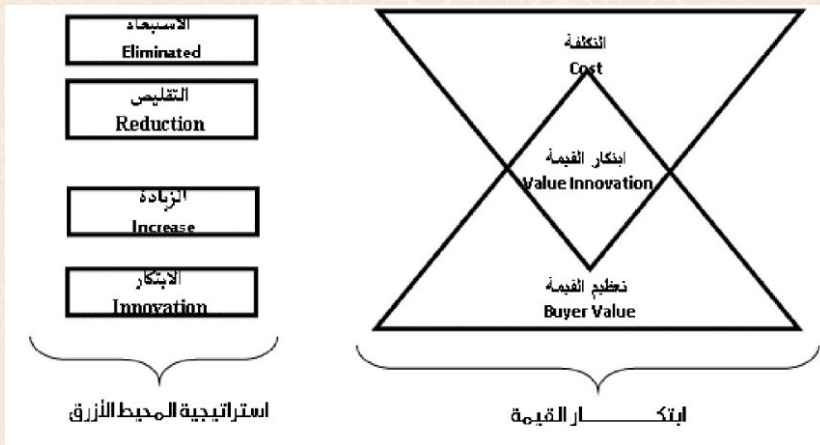 الاستبعاد
Eliminated
التقليص
Reduction
الزيادة
Increase
الابتكار
Innovation
استراتيجية المحيط الأزرق
التكلفة
Cost
ابتكار القيمة
Value Innovation
تعظيم القيمة
Buyer Value
ابتكــــــار القيمة